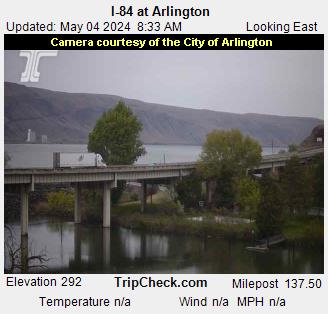 I-84 at Arlington
Updated: May 04 2024 8:33 AM Looking East
Camera courtesy of the City of Arlington
Elevation 292 TripCheck.com Milepost 137.50
Temperature n/a Wind n/a MPH n/a